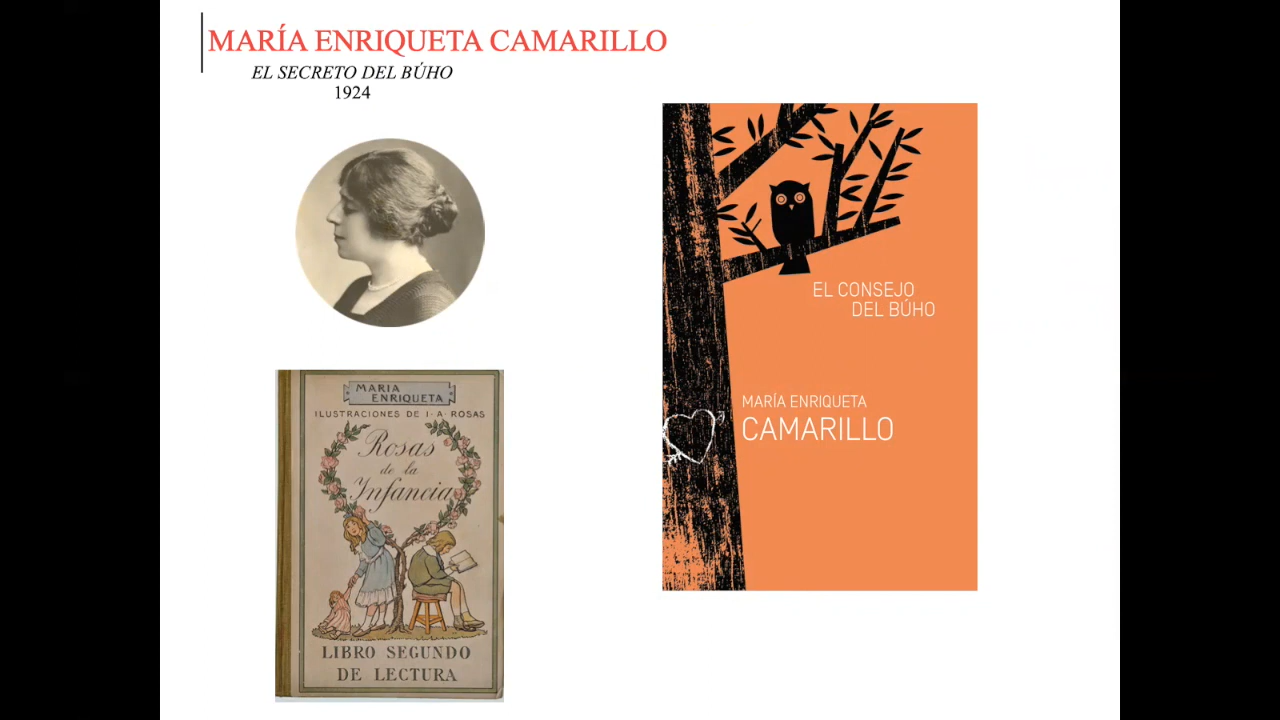 MARÍA ENRIQUETA CAMARILLO
EL SECRETO DEL BÚHO
1924
MARIA
ENRIQUETA
ILUSTRACIONES DE I. A. ROSAS
Rosas
de la
Infancia
LIBRO SEGUNDO
DE LECTURA
EL CONSEJO
DEL BÚHO
MARÍA ENRIQUETA
CAMARILLO